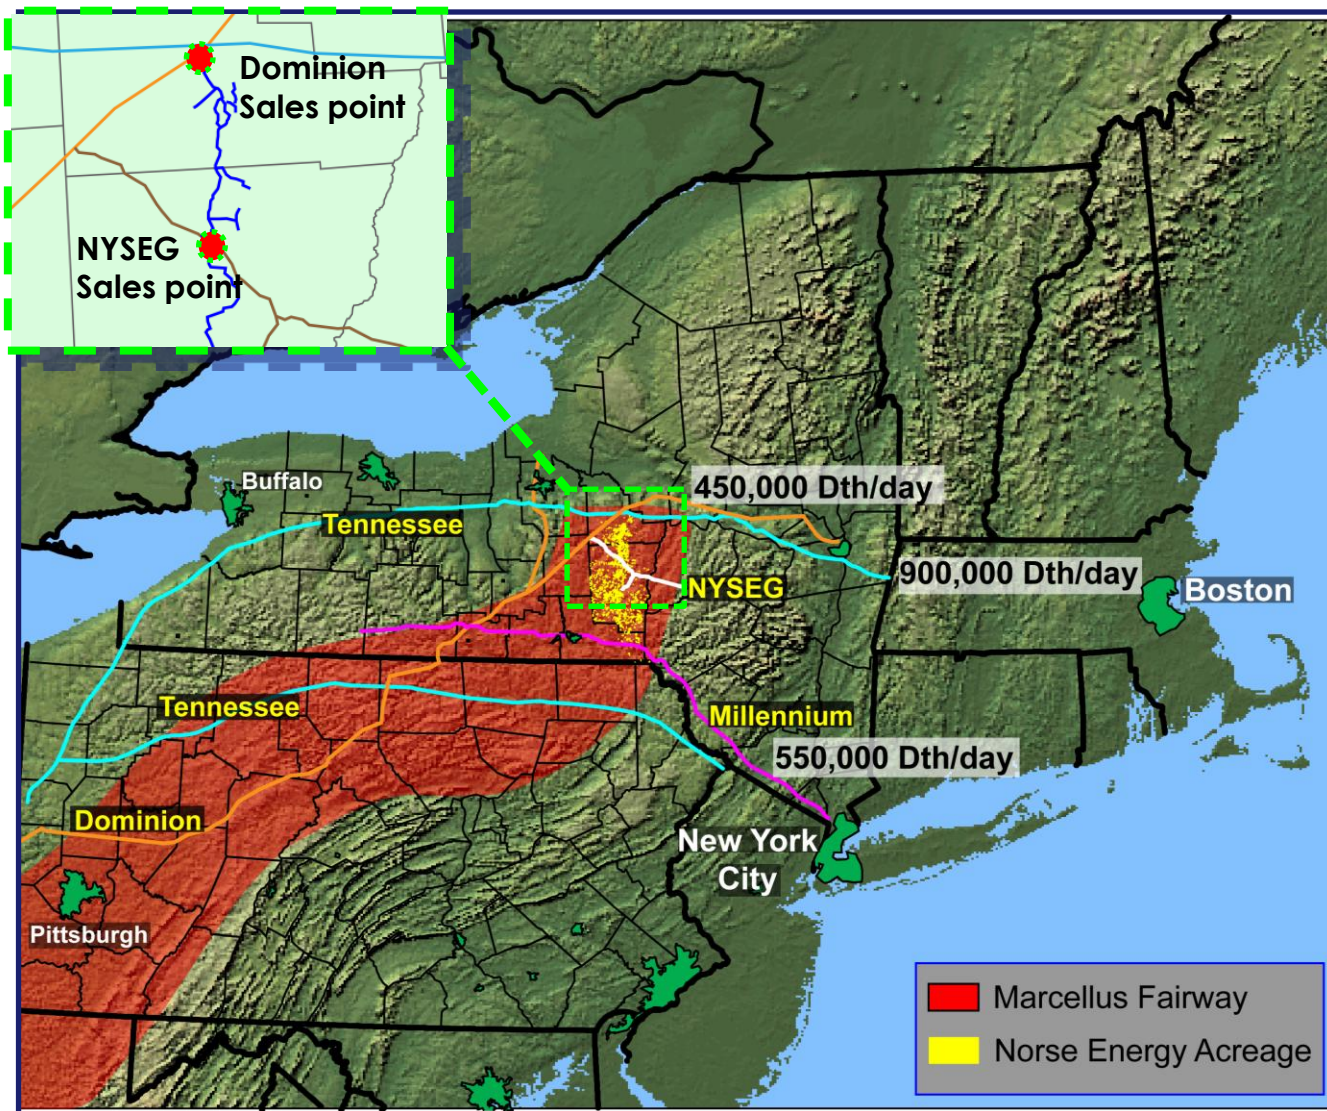 Dominion
Sales point
NYSEG
Sales point
Buffalo
Tennessee
450,000 Dth/day
900,000 Dth/day
NYSEG
Boston
Tennessee
Millennium
550,000 Dth/day
Dominion
New York
City
Pittsburgh
Marcellus Fairway
Norse Energy Acreage